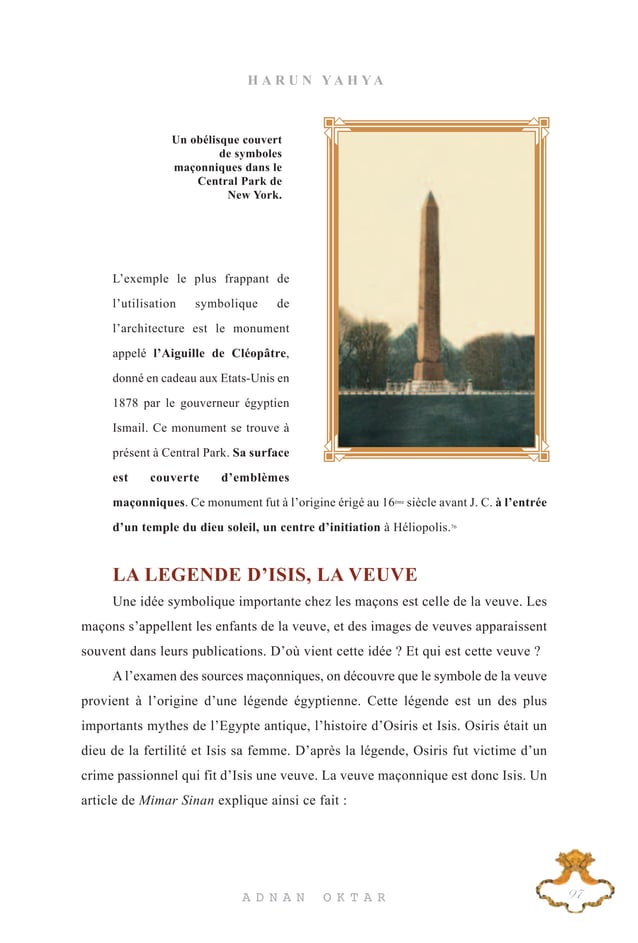 HARUN YAHYA
Un obélisque couvert
de symboles
maçonniques dans le
Central Park de
New York.
L’exemple le plus frappant de
l’utilisation symbolique de
l’architecture est le monument
appelé l’Aiguille de Cléopâtre,
donné en cadeau aux Etats-Unis en
1878 par le gouverneur égyptien
Ismail. Ce monument se trouve à
présent à Central Park. Sa surface
est couverte d’emblèmes
maçonniques. Ce monument fut à l’origine érigé au 16ème siècle avant J. C. à l’entrée
d’un temple du dieu soleil, un centre d’initiation à Héliopolis.76
LA LEGENDE D’ISIS, LA VEUVE
Une idée symbolique importante chez les maçons est celle de la veuve. Les
maçons s’appellent les enfants de la veuve, et des images de veuves apparaissent
souvent dans leurs publications. D’où vient cette idée ? Et qui est cette veuve ?
A l’examen des sources maçonniques, on découvre que le symbole de la veuve
provient à l’origine d’une légende égyptienne. Cette légende est un des plus
importants mythes de l’Egypte antique, l’histoire d’Osiris et Isis. Osiris était un
dieu de la fertilité et Isis sa femme. D’après la légende, Osiris fut victime d’un
crime passionnel qui fit d’Isis une veuve. La veuve maçonnique est donc Isis. Un
article de Mimar Sinan explique ainsi ce fait :
97
ADNAN OKTAR